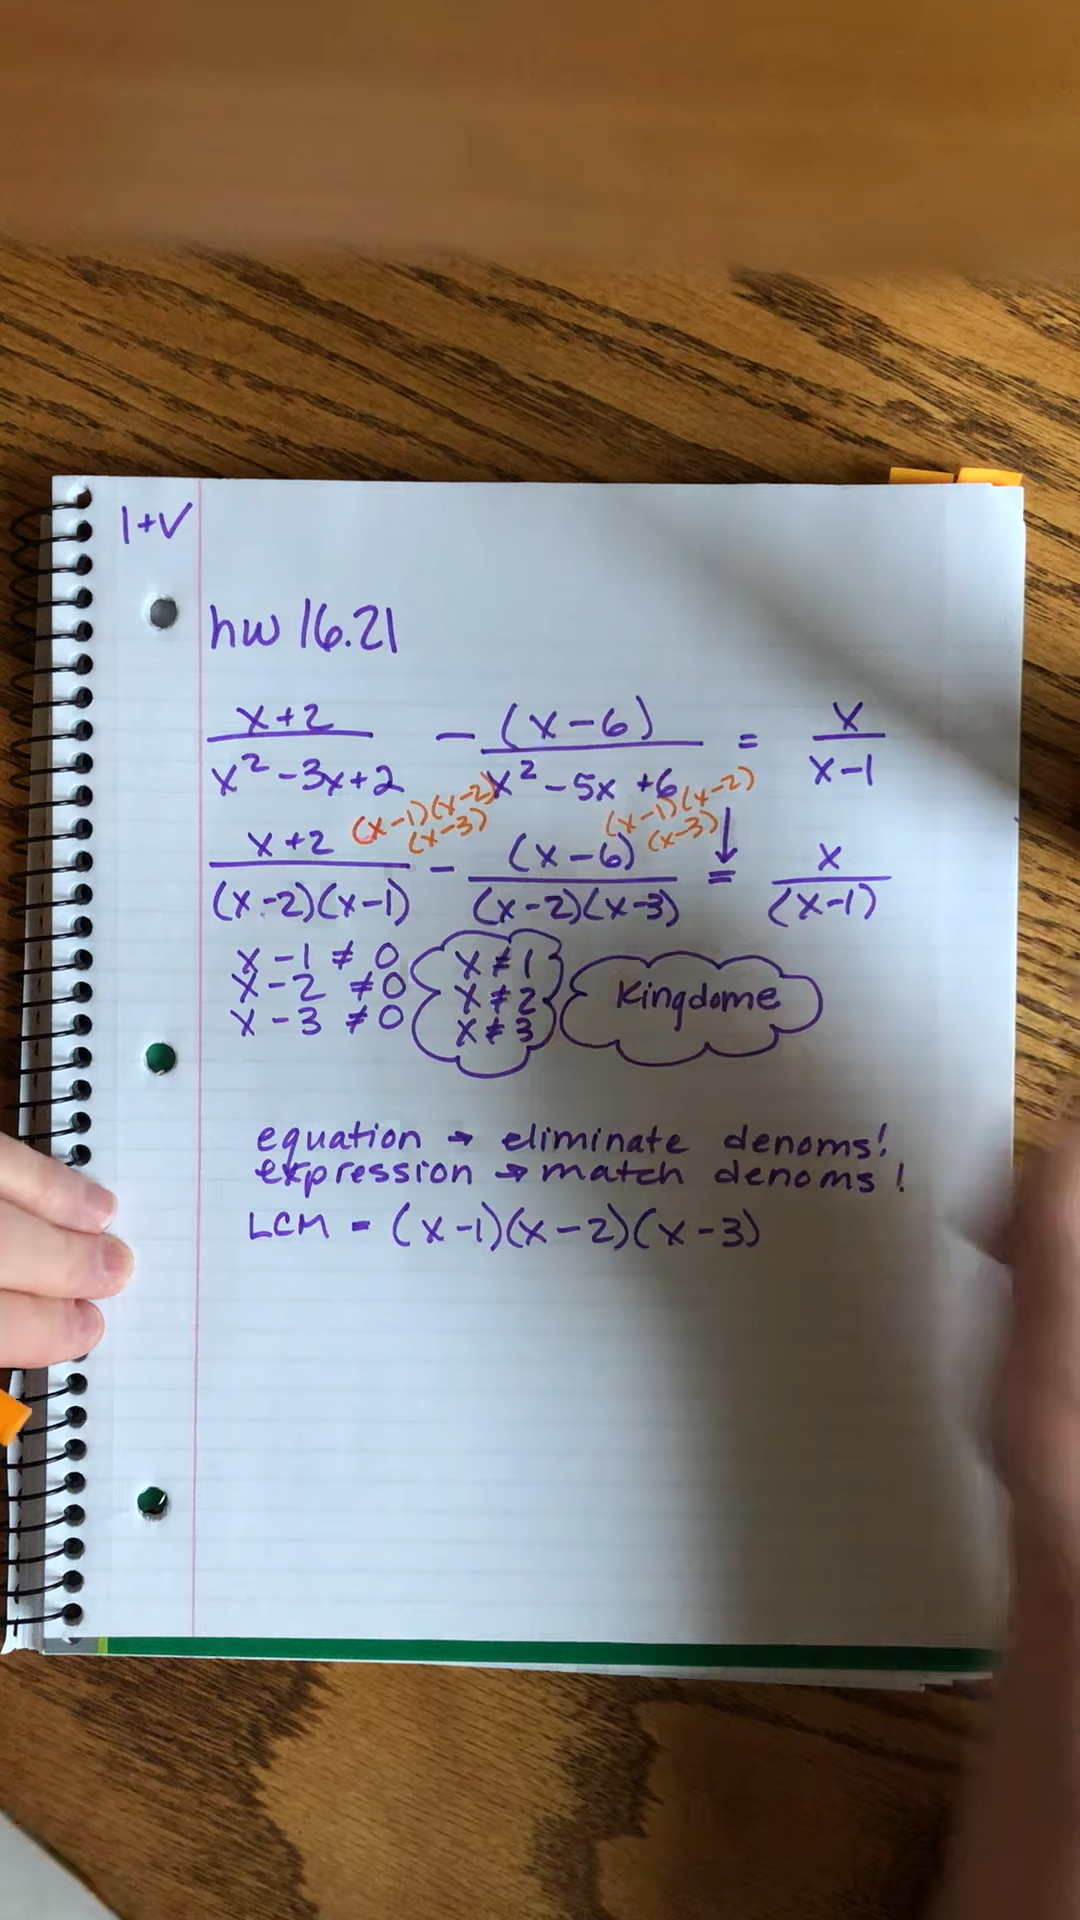 1+V
hw 16.21
x+2 / x² -3x+2 - (x-6) / x² -5x +6 = x / x-1
(x-1)(x-2) (x-1)(x-2)
(x-3) (x-3)
x+2 / (x-2)(x-1) - (x-6) / (x-2)(x-3) = x / (x-1)
x -1 ≠ 0 x ≠ 1
x -2 ≠ 0 x ≠ 2 Kingdome
x -3 ≠ 0 x ≠ 3
equation → eliminate denoms!
expression → match denoms!
LCM = (x-1)(x-2)(x-3)